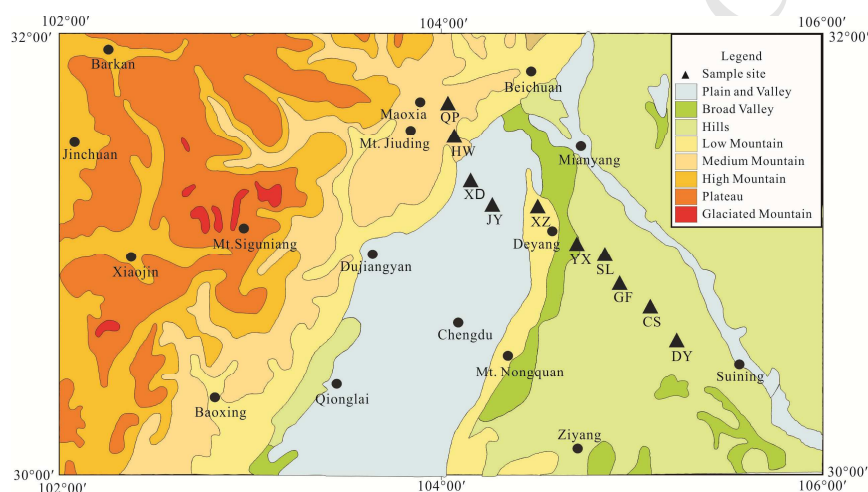 102°00′
104°00′
106°00′
32°00′
32°00′
Barkan
Beichuan
Maoxia
QP
Mt. Jiuding
HW
Jinchuan
Mianyang
XD
JY
XZ
Mt.Siguniang
Deyang
YX
Dujiangyan
SL
Xiaojin
GF
CS
Chengdu
DY
Mt. Nongquan
Suining
Baoxing
Qionglai
Ziyang
30°00′
30°00′
102°00′
104°00′
106°00′
Legend
Sample site
Plain and Valley
Broad Valley
Hills
Low Mountain
Medium Mountain
High Mountain
Plateau
Glaciated Mountain